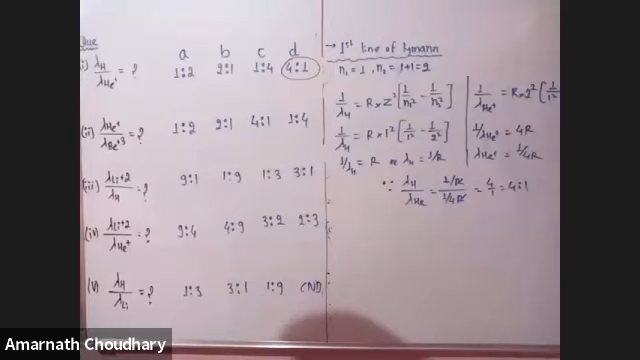 Que
a b c d
(i) λH/λHe⁺ = ? 1:2 2:1 1:4 4:1
(ii) λHe⁺/λBe⁺³ = ? 1:2 2:1 4:1 1:4
(iii) λLi⁺²/λH = ? 9:1 1:9 1:3 3:1
(iv) λLi⁺²/λHe⁺ = ? 9:4 4:9 3:2 2:3
(v) λH/λLi = ? 1:3 3:1 1:9 CND
→ 1st line of lymann
n₁ = 1, n₂ = 1+1 = 2
1/λH = R × Z² [1/n₁² - 1/n₂²]
1/λH = R × 1² [1/1² - 1/2²]
1/λH = R or λH = 1/R
1/λHe⁺ = R × 2² [1/1²
1/λHe⁺ = 4R
λHe⁺ = 1/4R
∵ λH/λHe = 1/R / 1/4R = 4/1 = 4:1
Amarnath Choudhary